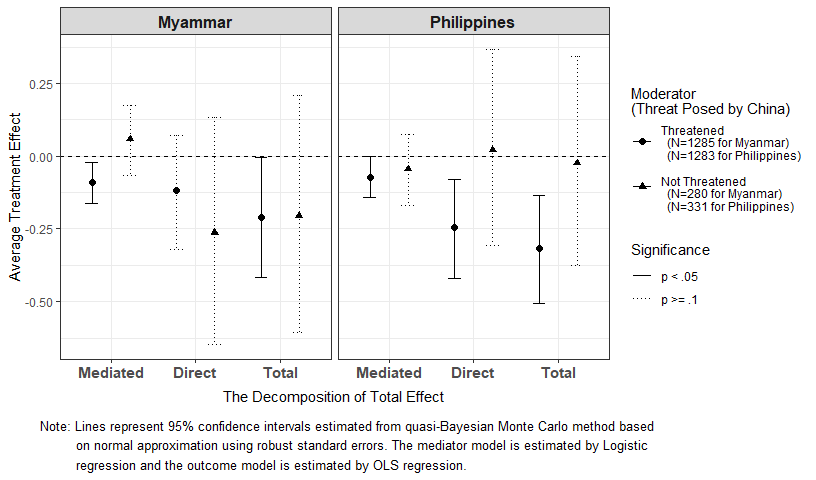 Myammar
Philippines
Average Treatment Effect
0.25
0.00
-0.25
-0.50
Mediated
Direct
Total
Mediated
Direct
Total
The Decomposition of Total Effect
Moderator
(Threat Posed by China)
Threatened
(N=1285 for Myammar)
(N=1283 for Philippines)
Not Threatened
(N=280 for Myammar)
(N=331 for Philippines)
Significance
p < .05
p >= .1
Note: Lines represent 95% confidence intervals estimated from quasi-Bayesian Monte Carlo method based
on normal approximation using robust standard errors. The mediator model is estimated by Logistic
regression and the outcome model is estimated by OLS regression.